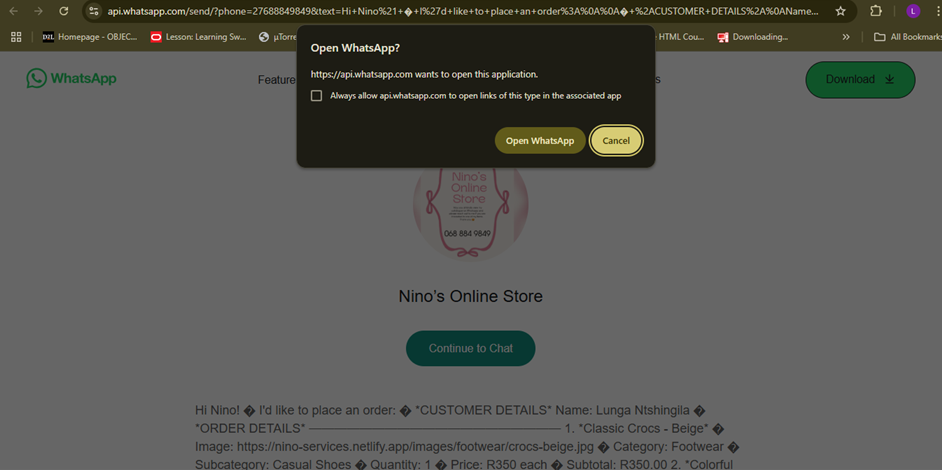 api.whatsapp.com/send/?phone=27688849849&text=Hi+Nino%21+�+I%27d+like+to+place+an+order%3A%0A%0A�+%2ACUSTOMER+DETAILS%2A%0AName...
L
DZL Homepage - OBJEC... Lesson: Learning Sw... µTorre HTML Cou... Downloading... » All Bookmarks
Open WhatsApp?
https://api.whatsapp.com wants to open this application.
Always allow api.whatsapp.com to open links of this type in the associated app
Open WhatsApp Cancel
WhatsApp Feature s Download
Nino's
Online
Store
068 884 9849
Nino's Online Store
Continue to Chat
Hi Nino! � I'd like to place an order: � *CUSTOMER DETAILS* Name: Lunga Ntshingila �
*ORDER DETAILS* ━━━━━━━━━━━━━━━━━━━━ 1. *Classic Crocs - Beige* �
Image: https://nino-services.netlify.app/images/footwear/crocs-beige.jpg � Category: Footwear �
Subcategory: Casual Shoes � Quantity: 1 � Price: R350 each � Subtotal: R350.00 2. *Colorful